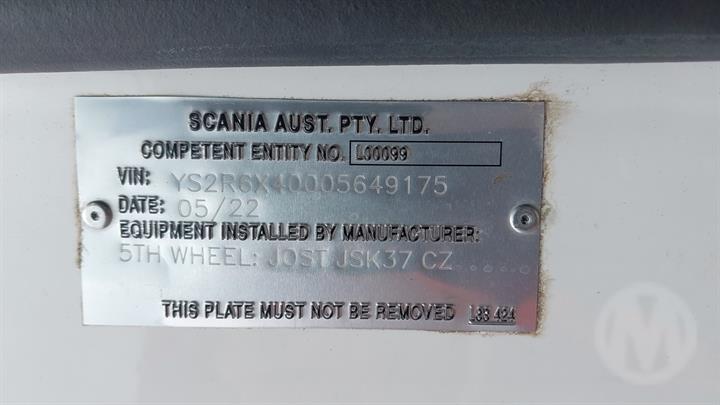 SCANIA AUST. PTY. LTD.
COMPETENT ENTITY NO. L00099
VIN: YS2R6X40005649175
DATE: 05/22
EQUIPMENT INSTALLED BY MANUFACTURER:
5TH WHEEL: JOST JSK37 CZ.....
THIS PLATE MUST NOT BE REMOVED L33 424
M
M